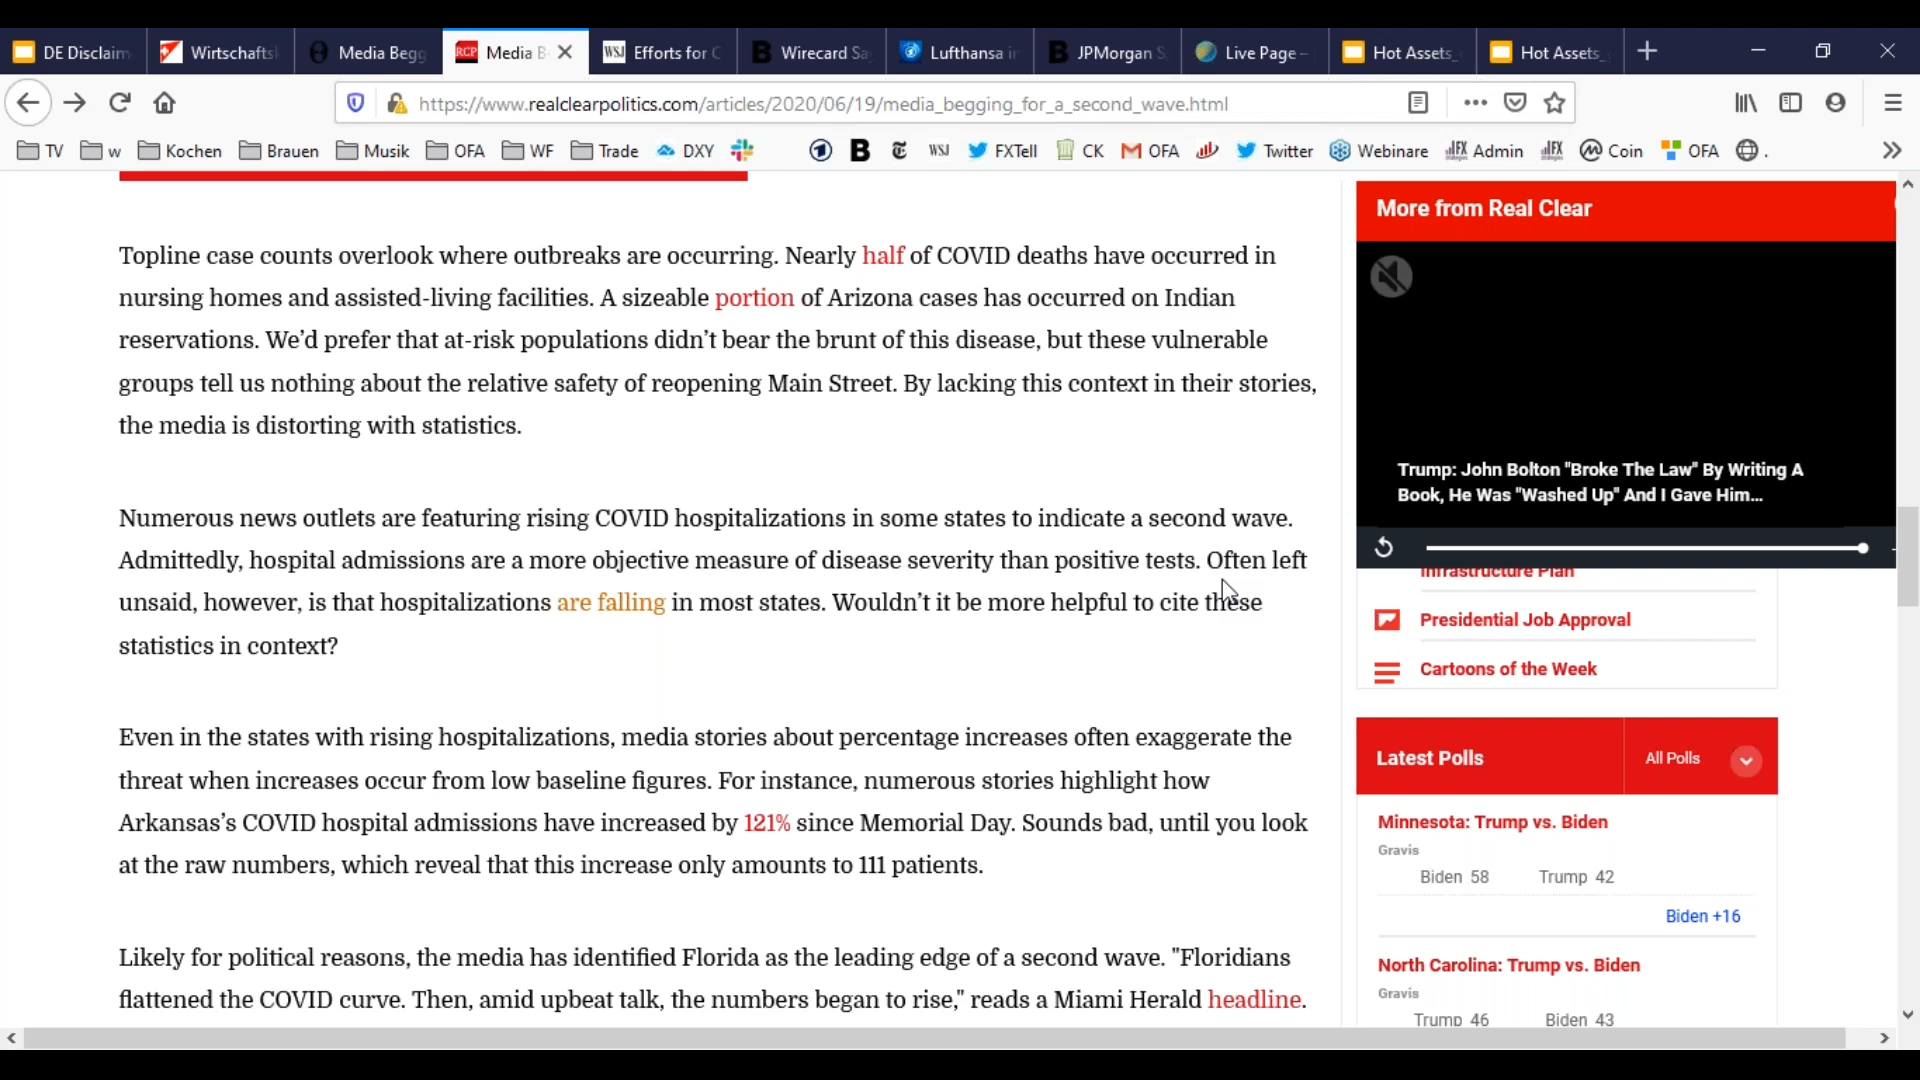 DE Disclaim
Wirtschafts
Media Begg
RCP Media B
WSJ Efforts for C
Wirecard Sa
Lufthansa i
JPMorgan S
Live Page –
Hot Assets_
Hot Assets_
https://www.realclearpolitics.com/articles/2020/06/19/media_begging_for_a_second_wave.html
TV
w
Kochen
Brauen
Musik
OFA
WF
Trade
DXY
WSJ
FXTell
CK
OFA
Twitter
Webinare
Admin
Coin
OFA
.
Topline case counts overlook where outbreaks are occurring. Nearly half of COVID deaths have occurred in
nursing homes and assisted-living facilities. A sizeable portion of Arizona cases has occurred on Indian
reservations. We’d prefer that at-risk populations didn’t bear the brunt of this disease, but these vulnerable
groups tell us nothing about the relative safety of reopening Main Street. By lacking this context in their stories,
the media is distorting with statistics.
Numerous news outlets are featuring rising COVID hospitalizations in some states to indicate a second wave.
Admittedly, hospital admissions are a more objective measure of disease severity than positive tests. Often left
unsaid, however, is that hospitalizations are falling in most states. Wouldn’t it be more helpful to cite these
statistics in context?
Even in the states with rising hospitalizations, media stories about percentage increases often exaggerate the
threat when increases occur from low baseline figures. For instance, numerous stories highlight how
Arkansas’s COVID hospital admissions have increased by 121% since Memorial Day. Sounds bad, until you look
at the raw numbers, which reveal that this increase only amounts to 111 patients.
Likely for political reasons, the media has identified Florida as the leading edge of a second wave. "Floridians
flattened the COVID curve. Then, amid upbeat talk, the numbers began to rise," reads a Miami Herald headline.
More from Real Clear
Trump: John Bolton "Broke The Law" By Writing A
Book, He Was "Washed Up" And I Gave Him...
Infrastructure Plan
Presidential Job Approval
Cartoons of the Week
Latest Polls
All Polls
Minnesota: Trump vs. Biden
Gravis
Biden 58 Trump 42
Biden +16
North Carolina: Trump vs. Biden
Gravis
Trump 46 Biden 43